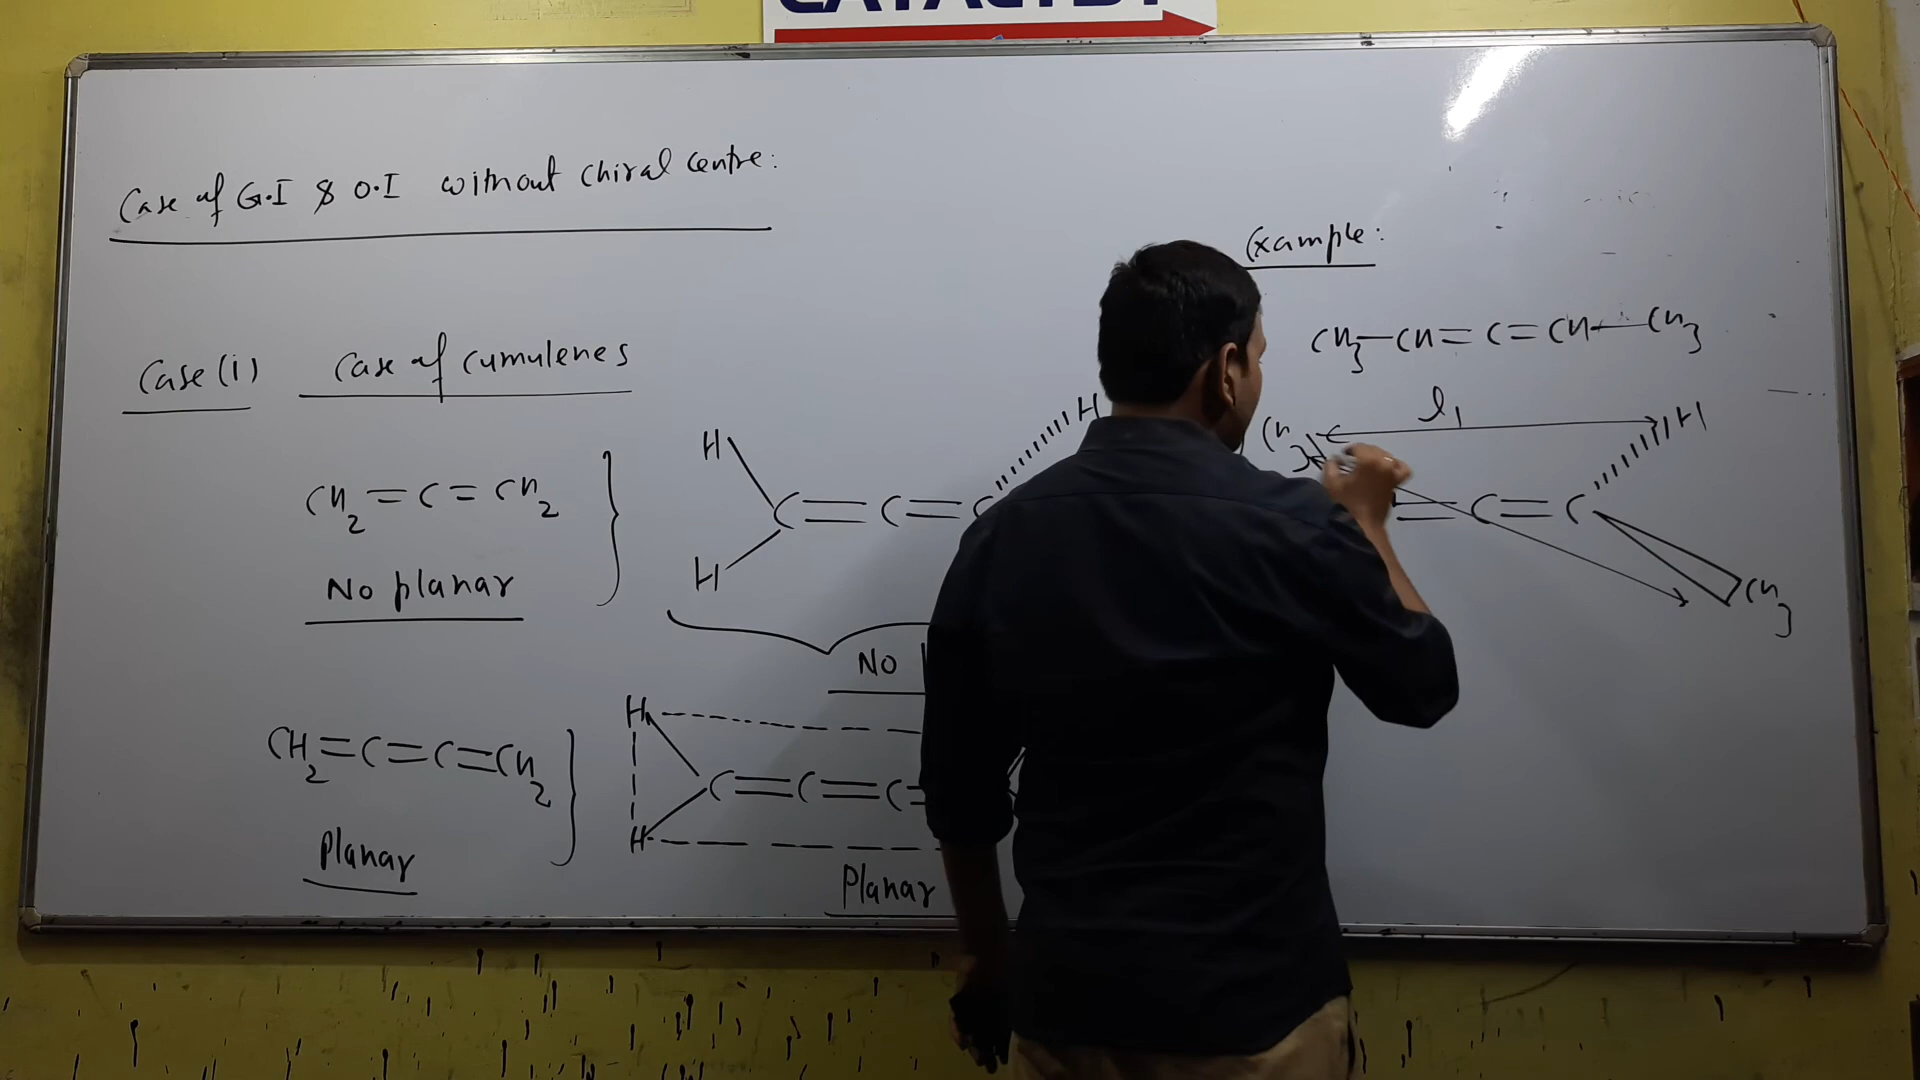 CATALYST
Case of G.I & O.I without chiral centre:
Example:
CH3-CH=C=CH-CH3
Case (i) Case of cumulenes
l1
H
H
CH3
H
CH2=C=CH2
C=C=C
=C=C
No planar
H
CH3
No
H
CH2=C=C=CH2
C=C=C=
Planar
H
Planar